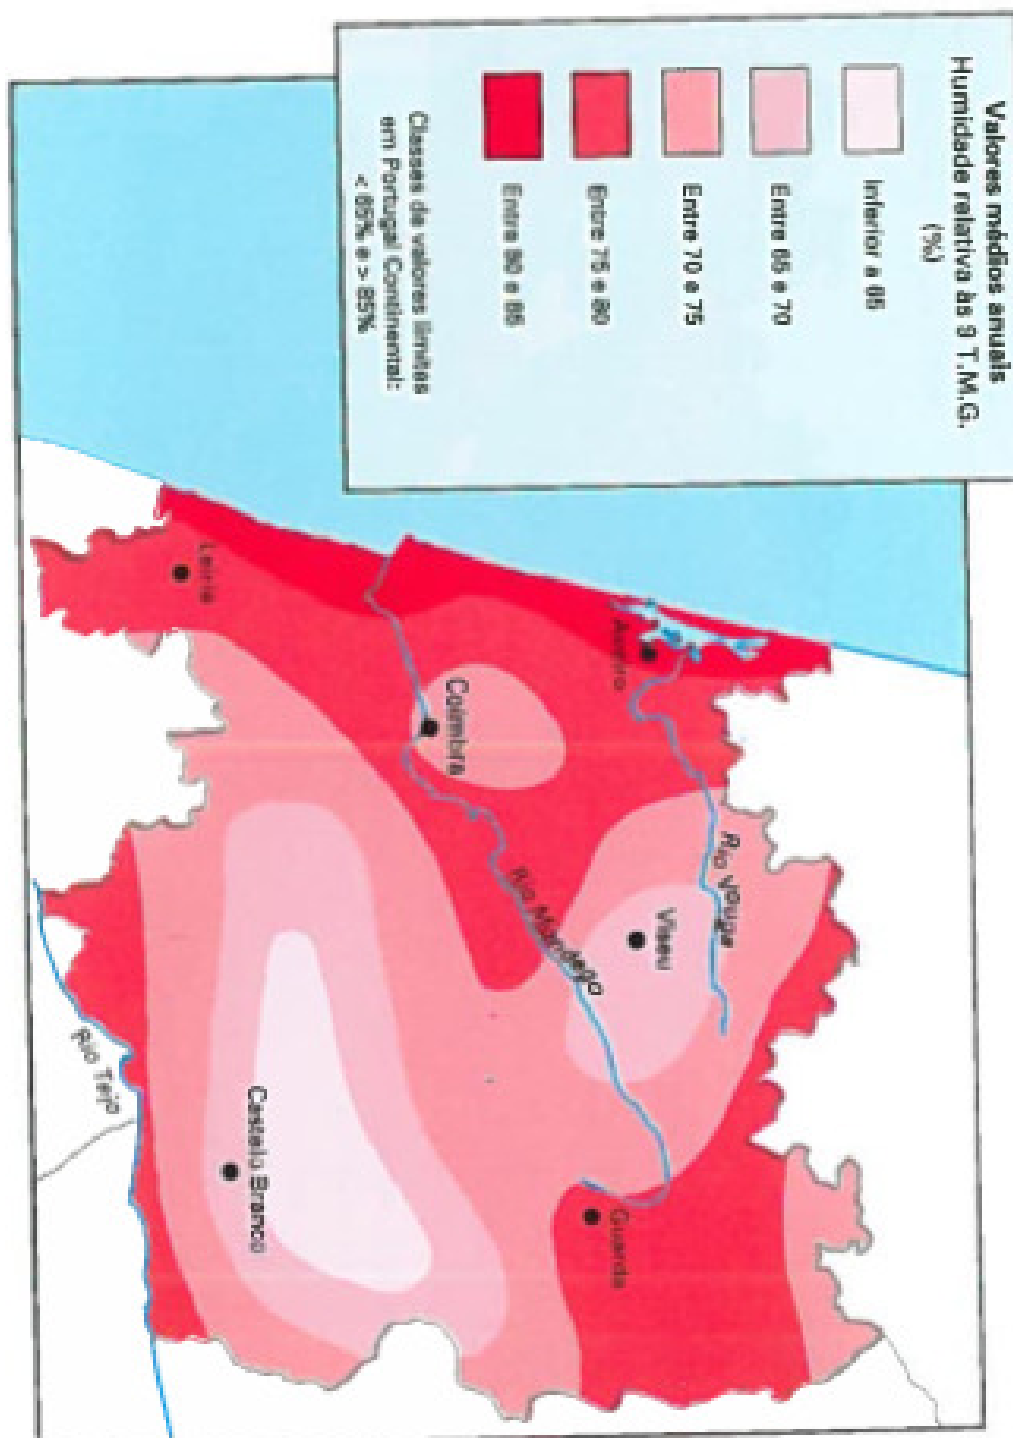 Valores médios anuais
Humidade relativa às 9 T.M.G.
(%)
Inferior a 65
Entre 65 e 70
Entre 70 e 75
Entre 75 e 80
Entre 80 e 85
Classes de valores limites
em Portugal Continental:
< 65% e > 85%
Aveiro
Rio Vouga
Viseu
Guarda
Rio Mondego
Coimbra
Leiria
Castelo Branco
Rio Tejo